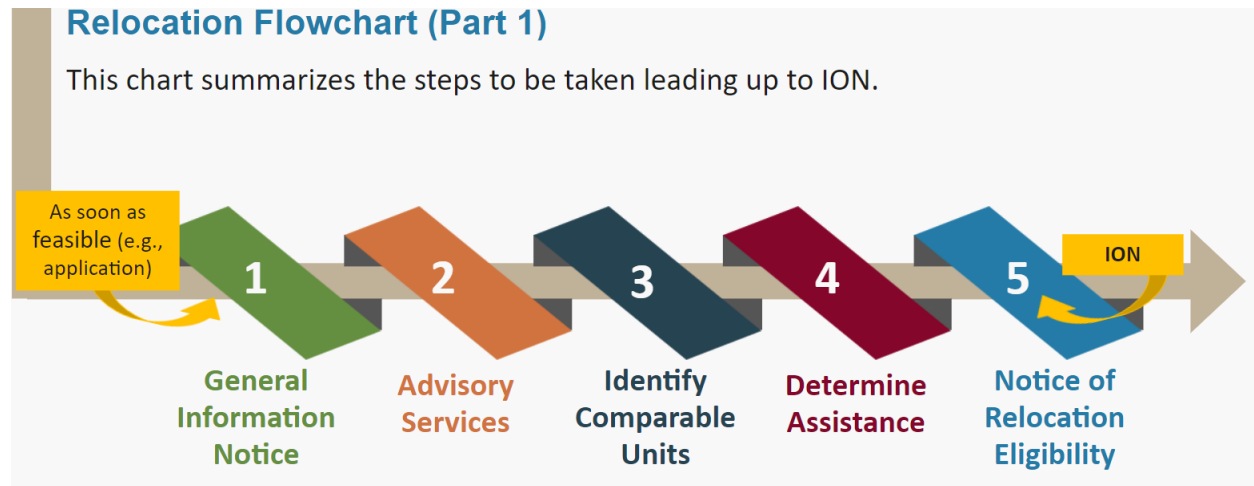 Relocation Flowchart (Part 1)
This chart summarizes the steps to be taken leading up to ION.
As soon as
feasible (e.g.,
application)
1
2
3
4
5
ION
General
Information
Notice
Advisory
Services
Identify
Comparable
Units
Determine
Assistance
Notice of
Relocation
Eligibility